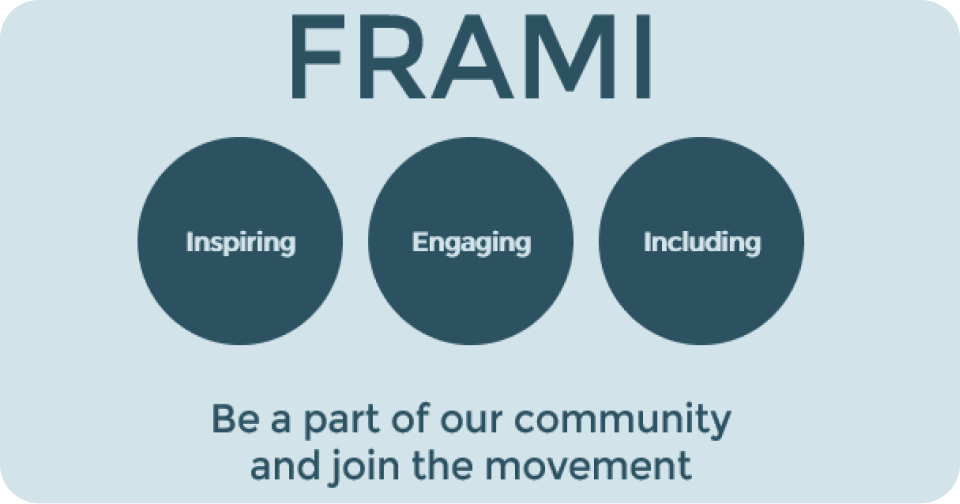 FRAMI
Inspiring
Engaging
Including
Be a part of our community
and join the movement